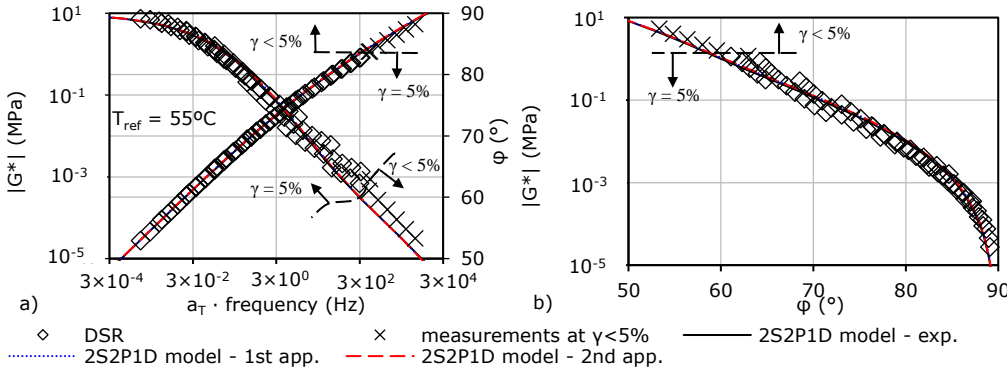 10¹ 90
γ < 5%
80
10⁻¹ γ = 5%
T_ref = 55ºC
70
|G*| (MPa) φ (°)
10⁻³ γ = 5% γ < 5%
60
10⁻⁵ 50
3×10⁻⁴ 3×10⁻² 3×10⁰ 3×10² 3×10⁴
a) a_T · frequency (Hz)
10¹
γ < 5%
γ = 5%
10⁻¹
|G*| (MPa)
10⁻³
10⁻⁵
50 60 70 80 90
b) φ (°)
DSR measurements at γ<5% 2S2P1D model - exp.
2S2P1D model - 1st app. 2S2P1D model - 2nd app.